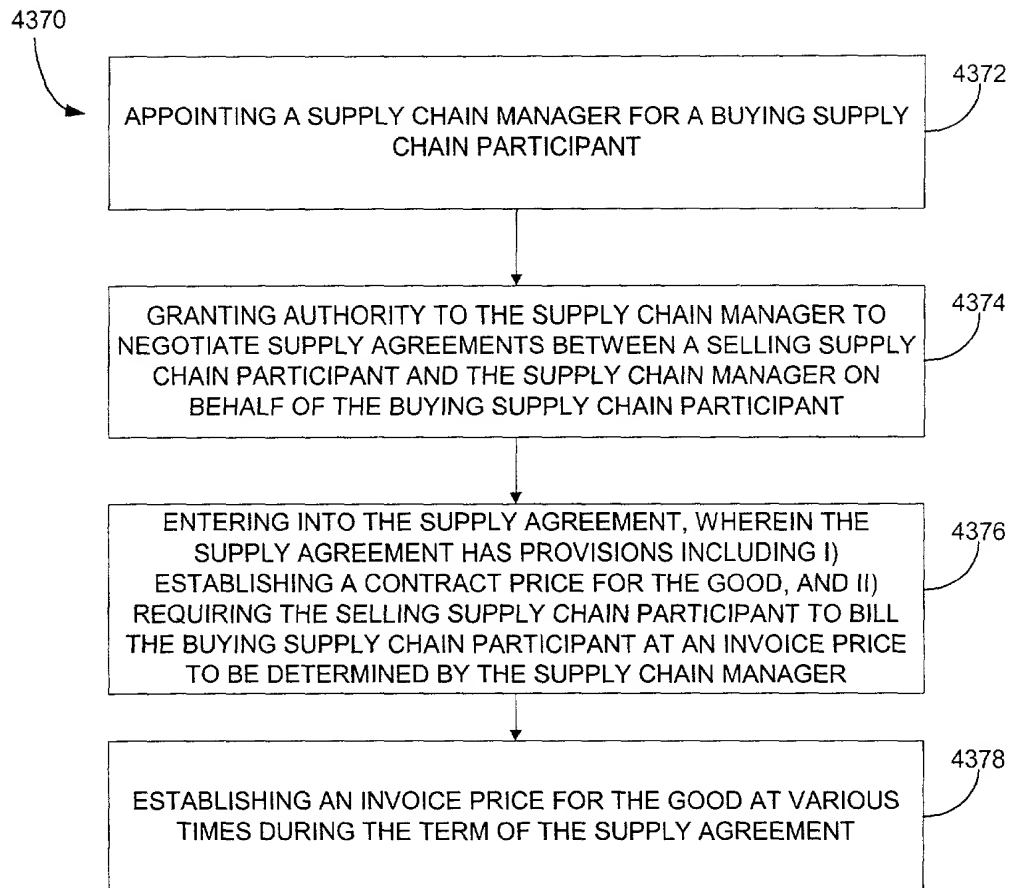 4370
4372
APPOINTING A SUPPLY CHAIN MANAGER FOR A BUYING SUPPLY
CHAIN PARTICIPANT
4374
GRANTING AUTHORITY TO THE SUPPLY CHAIN MANAGER TO
NEGOTIATE SUPPLY AGREEMENTS BETWEEN A SELLING SUPPLY
CHAIN PARTICIPANT AND THE SUPPLY CHAIN MANAGER ON
BEHALF OF THE BUYING SUPPLY CHAIN PARTICIPANT
4376
ENTERING INTO THE SUPPLY AGREEMENT, WHEREIN THE
SUPPLY AGREEMENT HAS PROVISIONS INCLUDING I)
ESTABLISHING A CONTRACT PRICE FOR THE GOOD, AND II)
REQUIRING THE SELLING SUPPLY CHAIN PARTICIPANT TO BILL
THE BUYING SUPPLY CHAIN PARTICIPANT AT AN INVOICE PRICE
TO BE DETERMINED BY THE SUPPLY CHAIN MANAGER
4378
ESTABLISHING AN INVOICE PRICE FOR THE GOOD AT VARIOUS
TIMES DURING THE TERM OF THE SUPPLY AGREEMENT